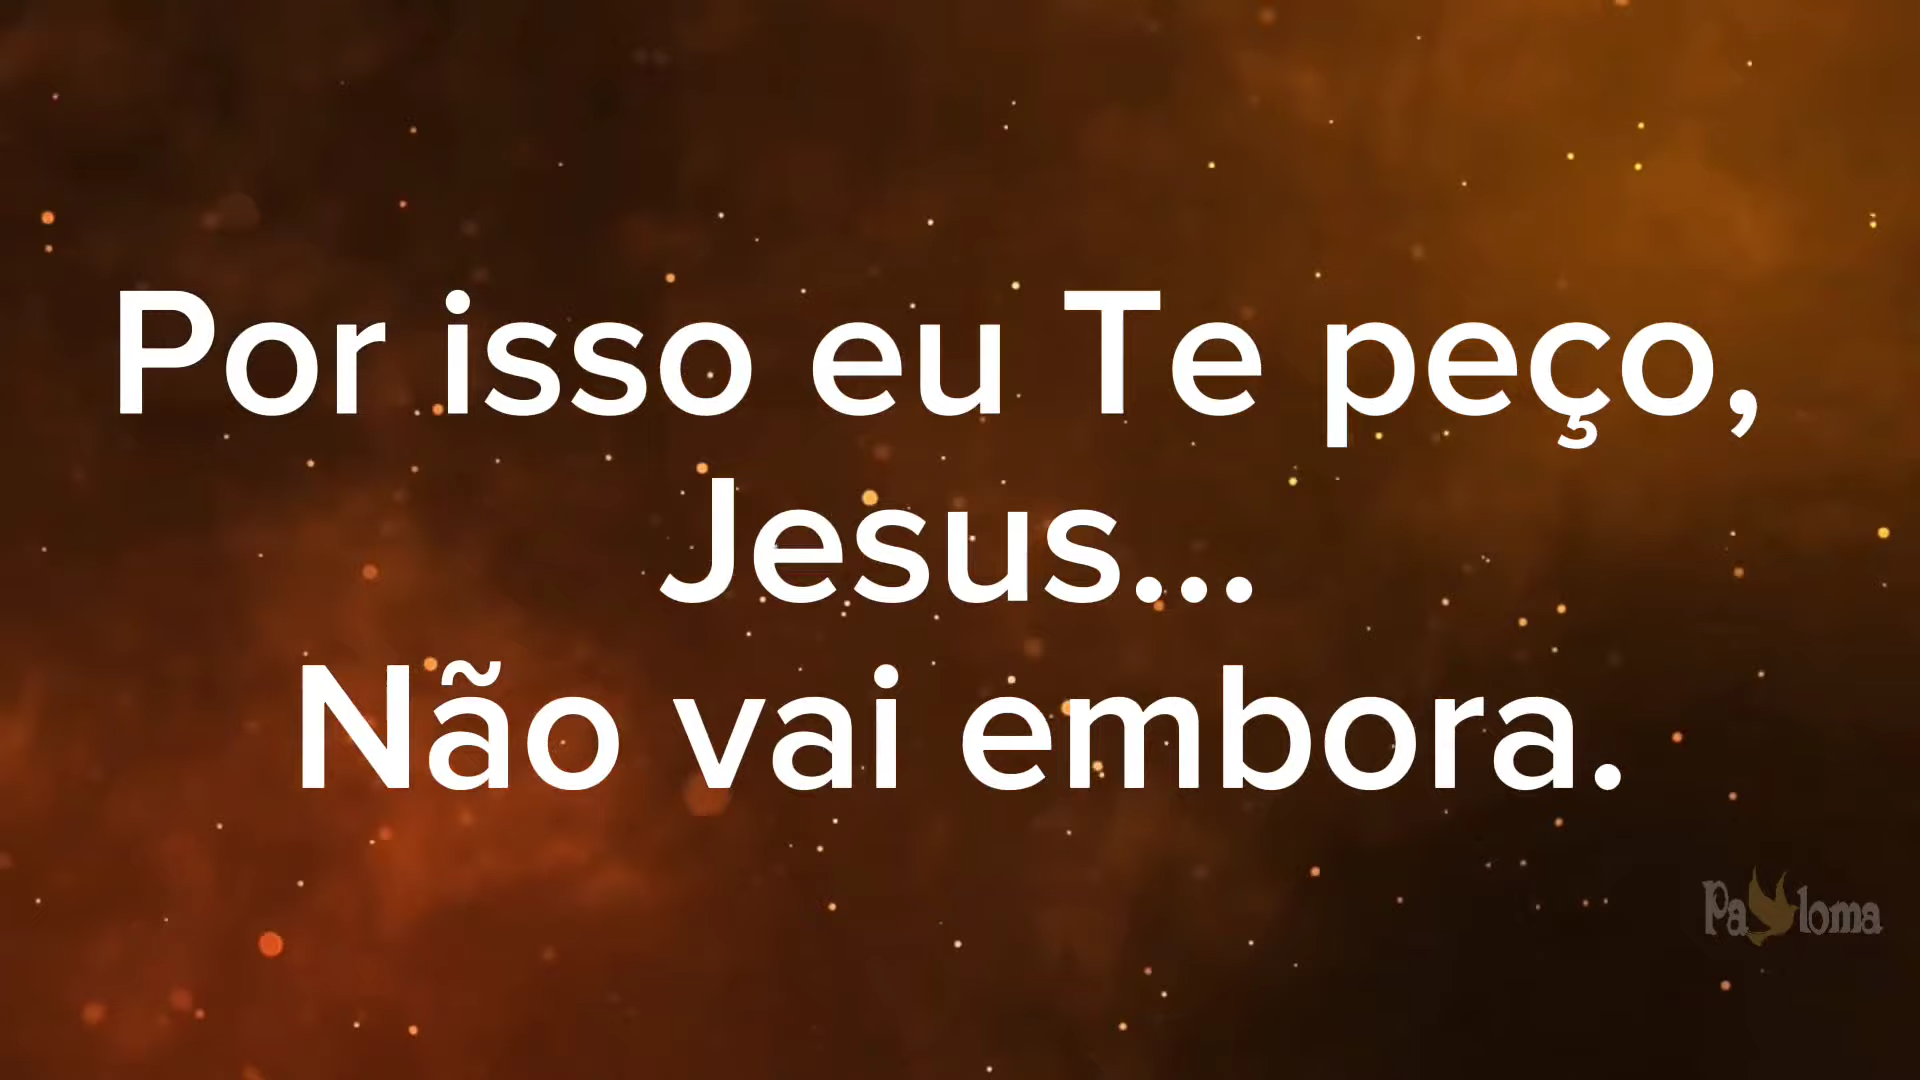 Por isso eu Te peço,
Jesus...
Não vai embora.
Paloma